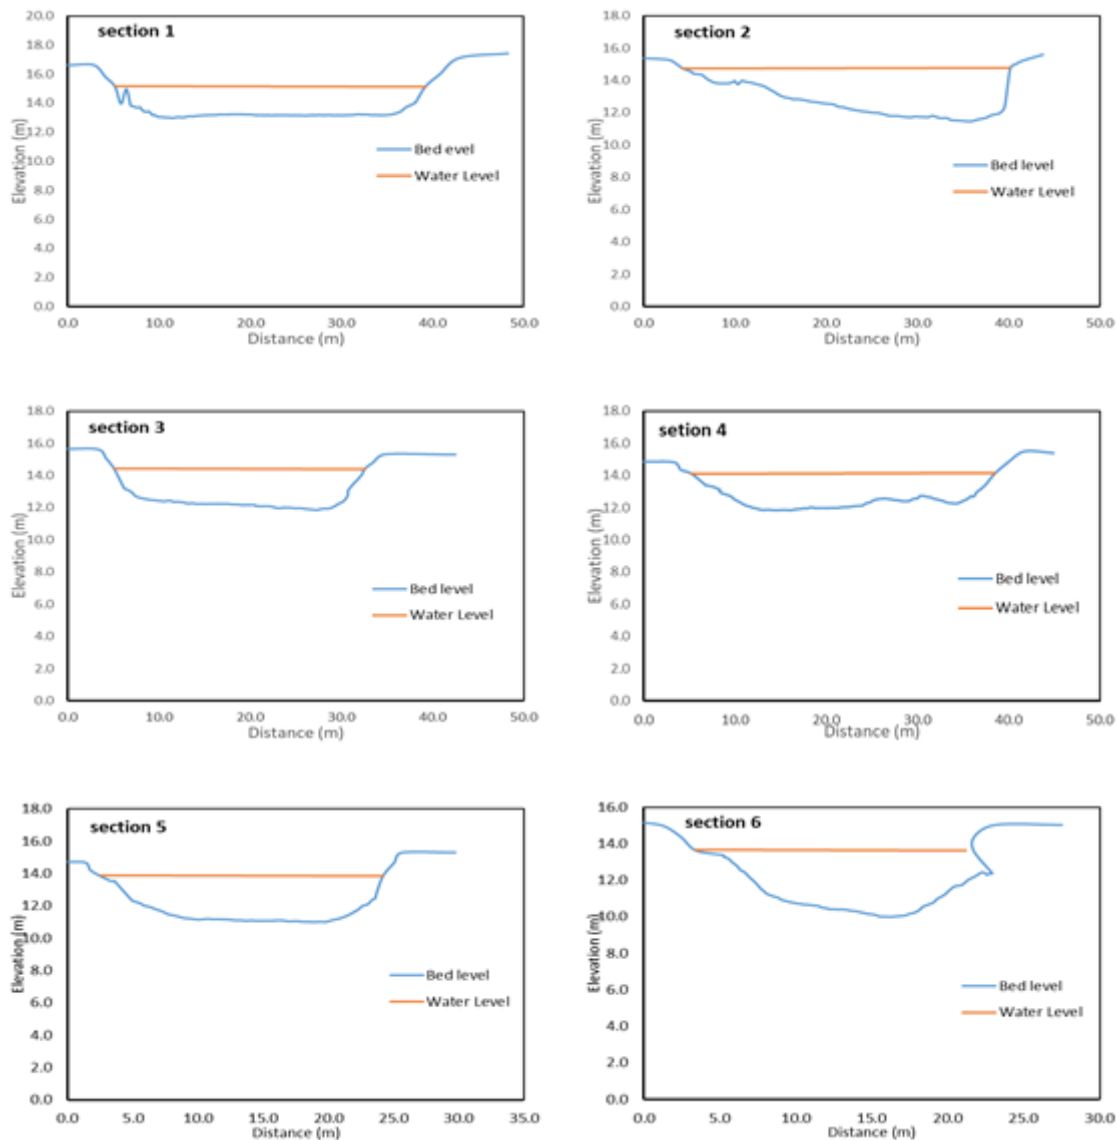 section 1
20.0
18.0
16.0
14.0
12.0
10.0
8.0
6.0
4.0
2.0
0.0
Elevation (m)
Bed evel
Water Level
0.0 10.0 20.0 30.0 40.0 50.0
Distance (m)
section 2
18.0
16.0
14.0
12.0
10.0
8.0
6.0
4.0
2.0
0.0
Elevation (m)
Bed level
Water Level
0.0 10.0 20.0 30.0 40.0 50.0
Distance (m)
section 3
18.0
16.0
14.0
12.0
10.0
8.0
6.0
4.0
2.0
0.0
Elevation (m)
Bed level
Water Level
0.0 10.0 20.0 30.0 40.0 50.0
Distance (m)
setion 4
18.0
16.0
14.0
12.0
10.0
8.0
6.0
4.0
2.0
0.0
Elevation (m)
Bed level
Water Level
0.0 10.0 20.0 30.0 40.0 50.0
Distance (m)
section 5
18.0
16.0
14.0
12.0
10.0
8.0
6.0
4.0
2.0
0.0
Elevation (m)
Bed level
Water Level
0.0 5.0 10.0 15.0 20.0 25.0 30.0 35.0
Distance (m)
section 6
16.0
14.0
12.0
10.0
8.0
6.0
4.0
2.0
0.0
Elevation (m)
Bed level
Water Level
0.0 5.0 10.0 15.0 20.0 25.0 30.0
Distance (m)